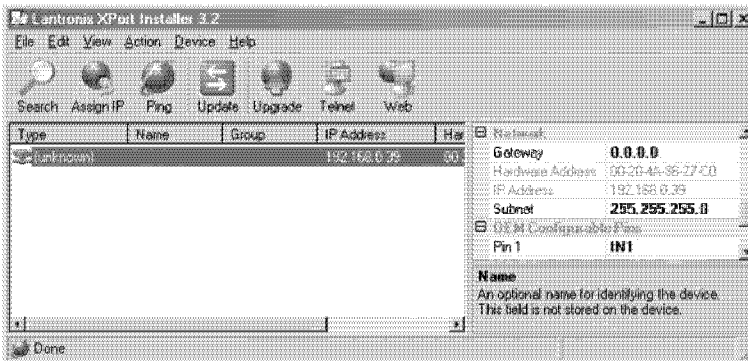 Lantronix XPort Installer 3.2
File Edit View Action Device Help
Search Assign IP Ping Update Upgrade Telnet Web
Type Name Group IP Address Har
(unknown) 192.168.0.39 00:
Network
Gateway 0.0.0.0
Hardware Address 00-20-4A-86-27-C0
IP Address 192.168.0.39
Subnet 255.255.255.0
OEM Configurable Pins
Pin 1 IN1
Name
An optional name for identifying the device.
This field is not stored on the device.
Done